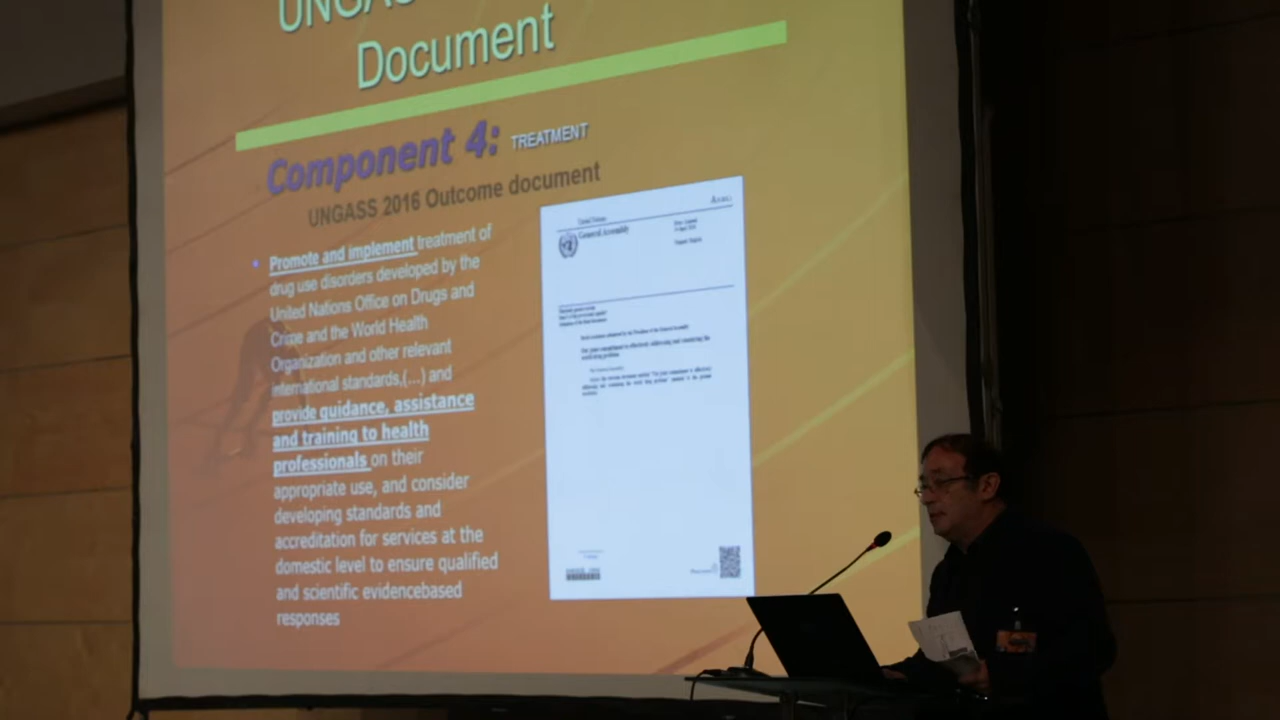 UNGASS
Document
Component 4: TREATMENT
UNGASS 2016 Outcome document
• Promote and implement treatment of
drug use disorders developed by the
United Nations Office on Drugs and
Crime and the World Health
Organization and other relevant
international standards,(...) and
provide guidance, assistance
and training to health
professionals on their
appropriate use, and consider
developing standards and
accreditation for services at the
domestic level to ensure qualified
and scientific evidencebased
responses
United Nations
General Assembly